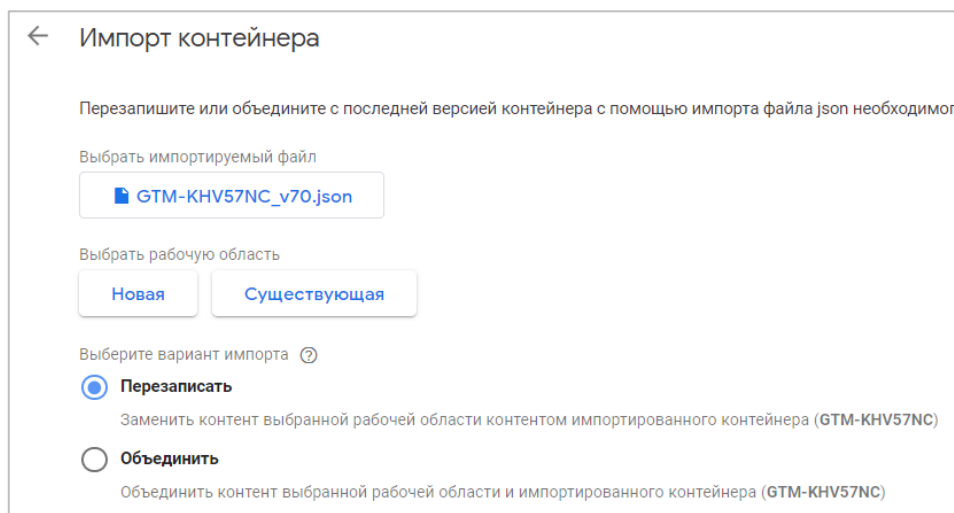 Импорт контейнера
Перезапишите или объедините с последней версией контейнера с помощью импорта файла json
Выбрать импортируемый файл
GTM-KHV57NC_v70.json
Выбрать рабочую область
Новая Существующая
Выберите вариант импорта
Перезаписать
Заменить контент выбранной рабочей области контентом импортированного контейнера (GTM-KHV57NC)
Объединить
Объединить контент выбранной рабочей области и импортированного контейнера (GTM-KHV57NC)